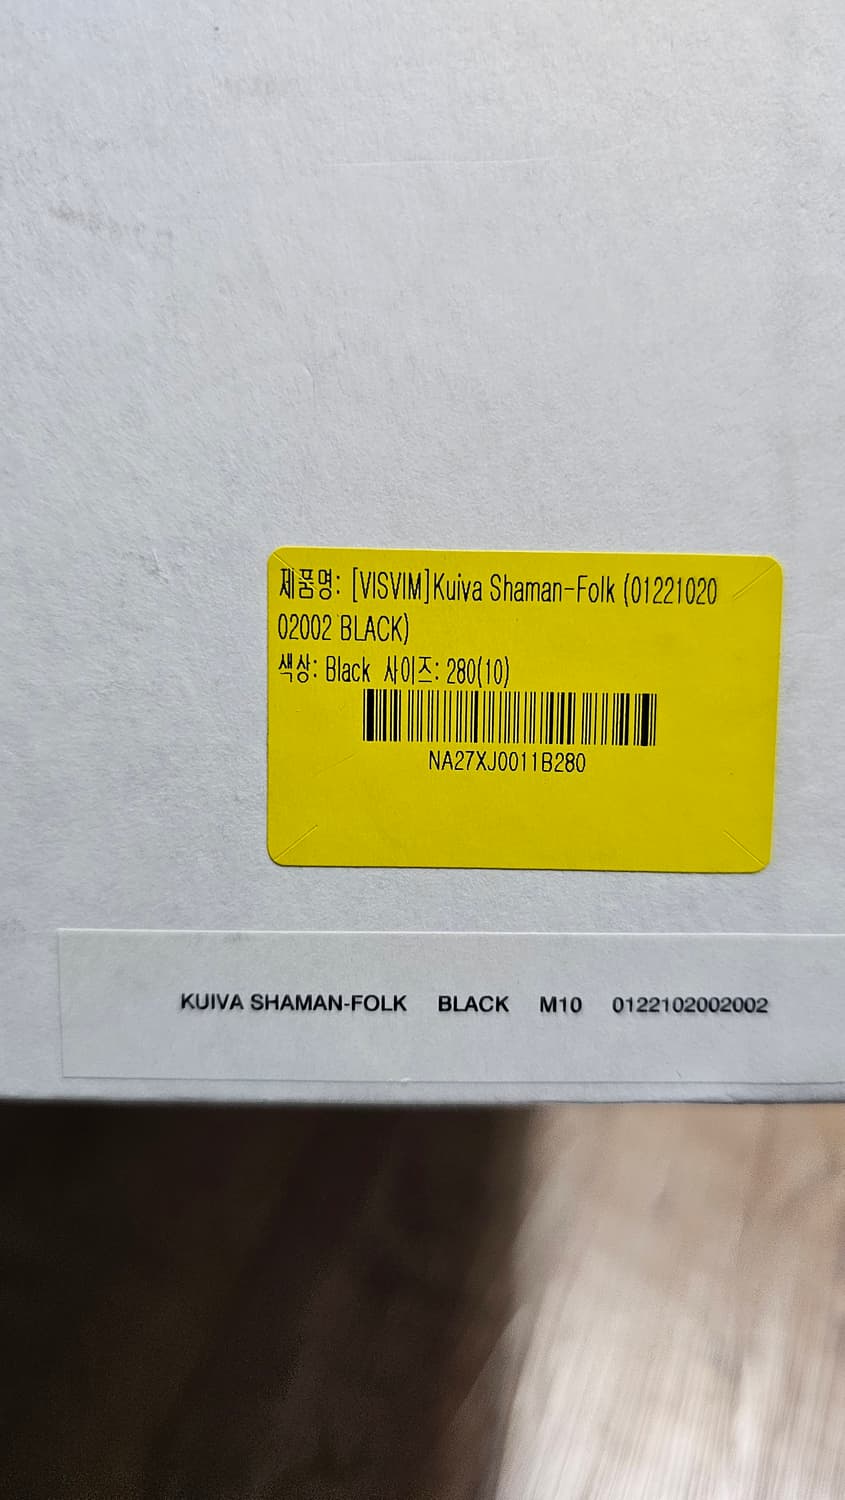 제품명: [VISVIM]Kuiva Shaman-Folk (01221020
02002 BLACK)
색상: Black 사이즈: 280(10)
NA27XJ0011B280
KUIVA SHAMAN-FOLK BLACK M10 0122102002002